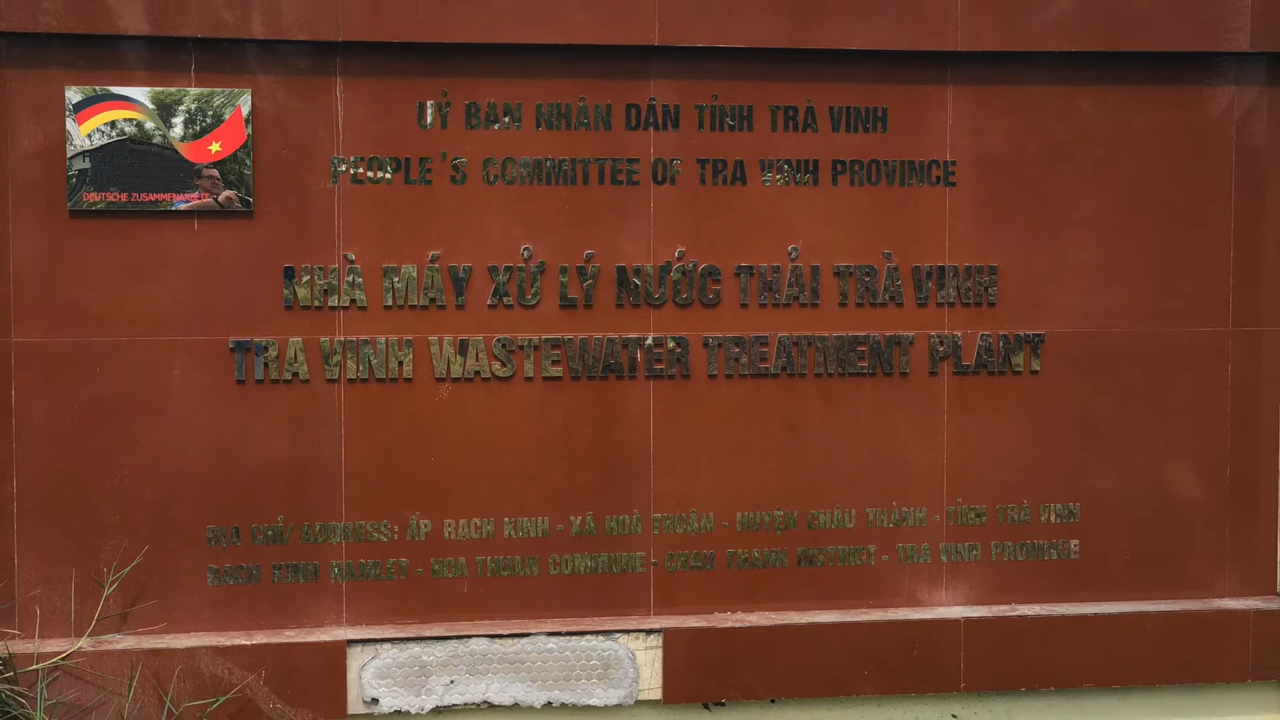 DEUTSCHE ZUSAMMENARBEIT
UỶ BAN NHÂN DÂN TỈNH TRÀ VINH
PEOPLE'S COMMITTEE OF TRA VINH PROVINCE
NHÀ MÁY XỬ LÝ NƯỚC THẢI TRÀ VINH
TRA VINH WASTEWATER TREATMENT PLANT
ĐỊA CHỈ/ ADDRESS: ẤP RẠCH KINH - XÃ HOÀ THUẬN - HUYỆN CHÂU THÀNH - TỈNH TRÀ VINH
RACH KINH HAMLET - HOA THUAN COMMUNE - CHAU THANH DISTRICT - TRA VINH PROVINCE